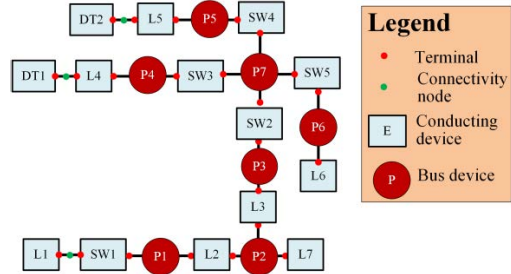 DT2 L5 P5 SW4
DT1 L4 P4 SW3 P7 SW5
SW2 P6
P3 L6
L3
L1 SW1 P1 L2 P2 L7
Legend
Terminal
Connectivity
node
E Conducting
device
P Bus device